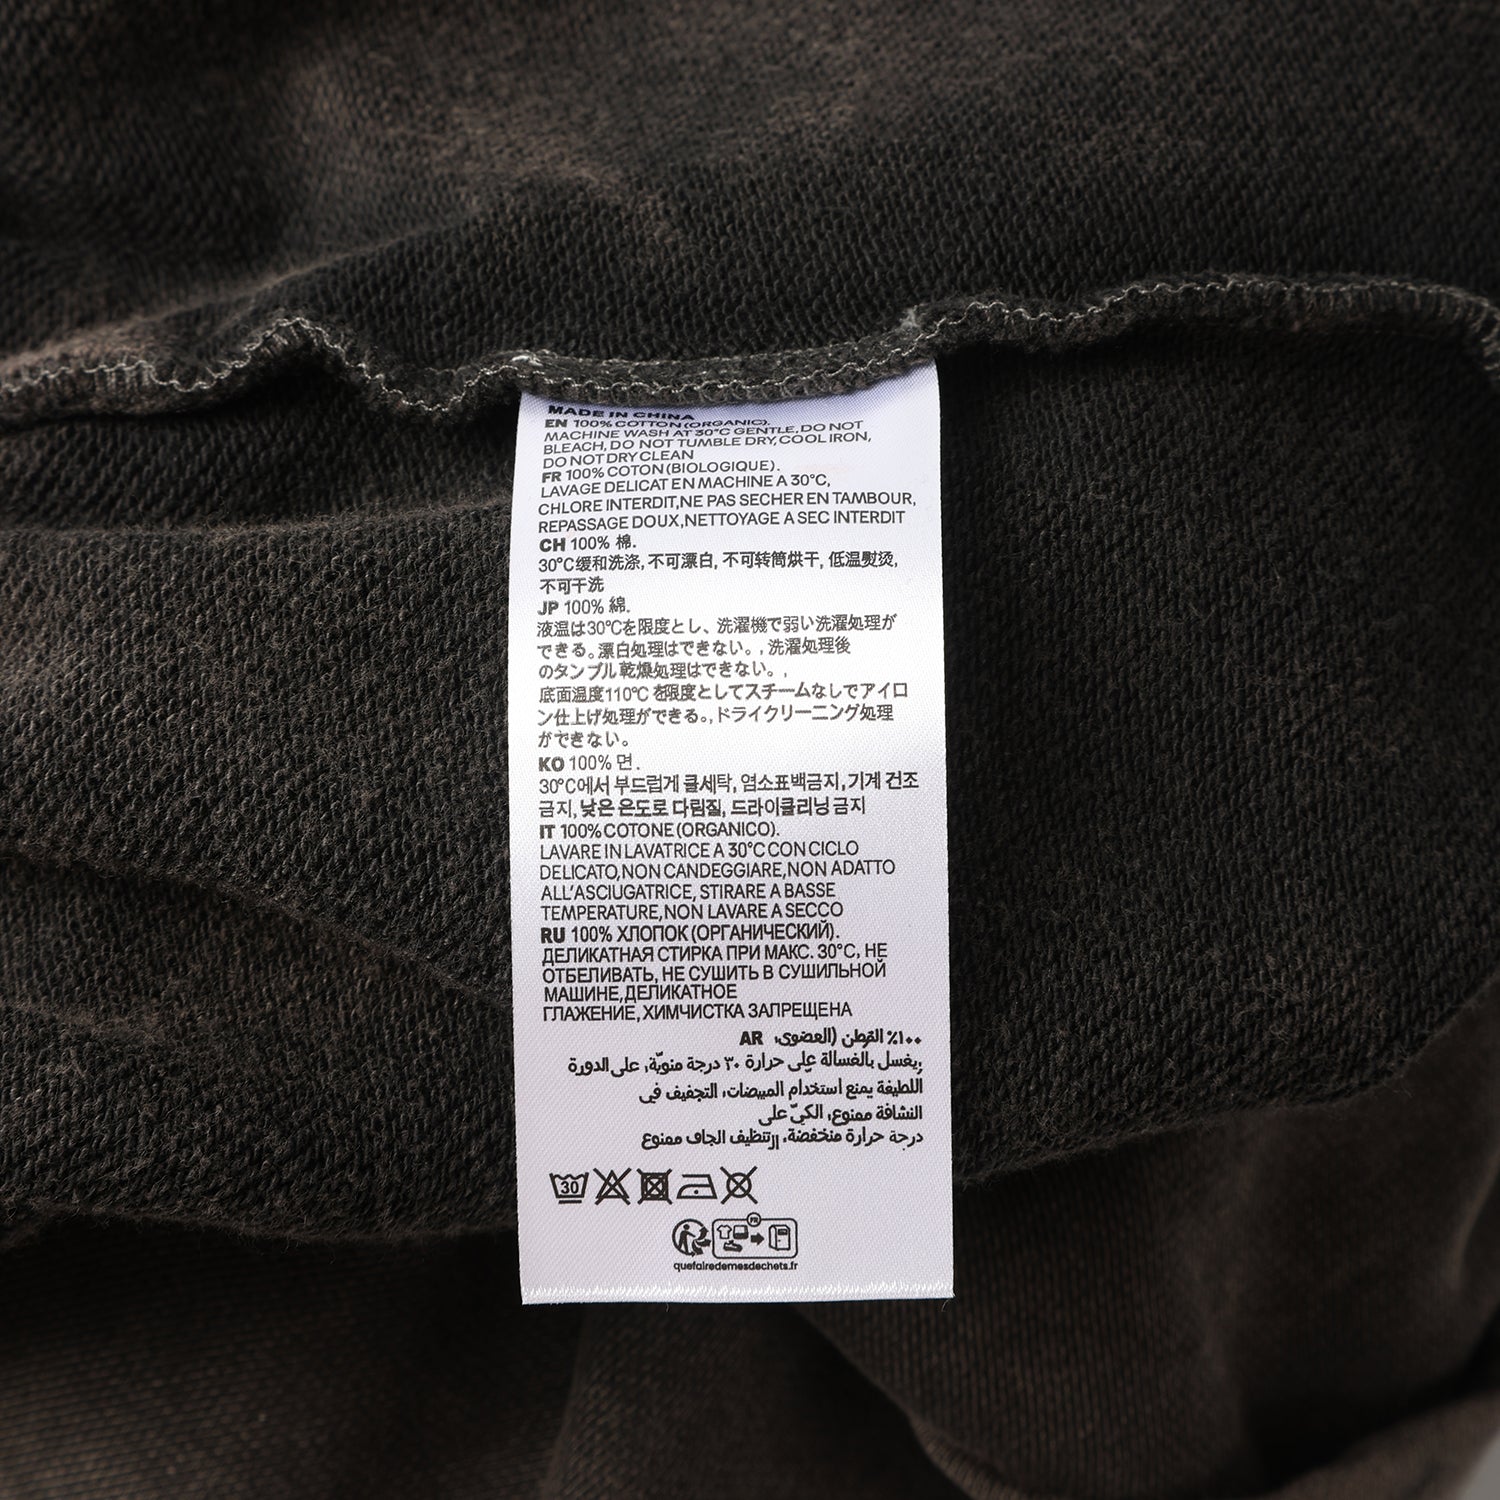 MADE IN CHINA
EN 100% COTTON (ORGANIC).
MACHINE WASH AT 30°C GENTLE,DO NOT
BLEACH, DO NOT TUMBLE DRY,COOL IRON,
DO NOT DRY CLEAN
FR 100% COTON (BIOLOGIQUE).
LAVAGE DELICAT EN MACHINE A 30°C,
CHLORE INTERDIT,NE PAS SECHER EN TAMBOUR,
REPASSAGE DOUX,NETTOYAGE A SEC INTERDIT
CH 100% 棉.
30°C缓和洗涤, 不可漂白, 不可转筒烘干, 低温熨烫,
不可干洗
JP 100% 綿.
液温は30℃を限度とし、洗濯機で弱い洗濯処理が
できる。漂白処理はできない。, 洗濯処理後
のタンブル乾燥処理はできない。,
底面温度110℃を限度としてスチームなしでアイロ
ン仕上げ処理ができる。,ドライクリーニング処理
ができない。
KO 100% 면.
30°C에서 부드럽게 물세탁, 염소표백금지, 기계 건조
금지, 낮은 온도로 다림질, 드라이클리닝 금지
IT 100% COTONE (ORGANICO).
LAVARE IN LAVATRICE A 30°C CON CICLO
DELICATO,NON CANDEGGIARE,NON ADATTO
ALL'ASCIUGATRICE, STIRARE A BASSE
TEMPERATURE,NON LAVARE A SECCO
RU 100% ХЛОПОК (ОРГАНИЧЕСКИЙ).
ДЕЛИКАТНАЯ СТИРКА ПРИ МАКС. 30°C, НЕ
ОТБЕЛИВАТЬ, НЕ СУШИТЬ В СУШИЛЬНОЙ
МАШИНЕ,ДЕЛИКАТНОЕ
ГЛАЖЕНИЕ,ХИМЧИСТКА ЗАПРЕЩЕНА
١٠٠٪ القطن (العضوي، AR
يغسل بالغسالة على حرارة ٣٠ درجة مئوية، على الدورة
اللطيفة يمنع استخدام المبيضات، التجفيف في
النشافة ممنوع، الكيّ على
درجة حرارة منخفضة، التنظيف الجاف ممنوع
30
FR
quefairedemesdechets.fr